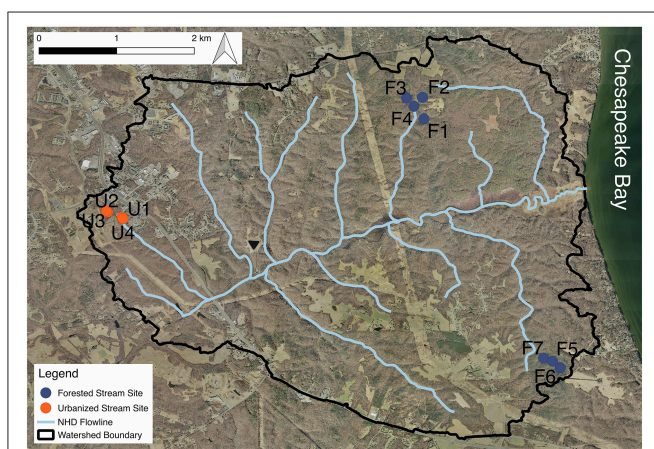 0 1 2 km
Chesapeake Bay
F3 F2
F4
F1
U2
U1
U3
U4
F7 F5
F6
Legend
Forested Stream Site
Urbanized Stream Site
NHD Flowline
Watershed Boundary